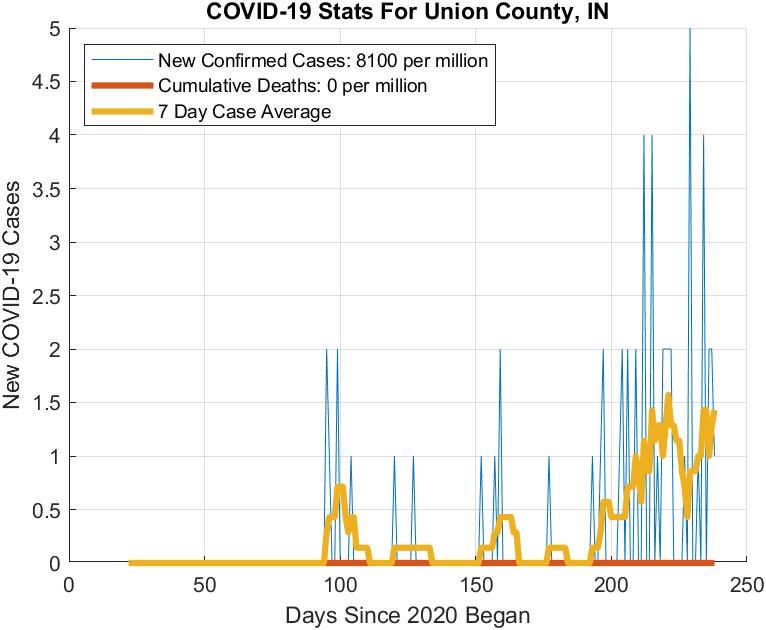 COVID-19 Stats For Union County, IN
New Confirmed Cases: 8100 per million
Cumulative Deaths: 0 per million
7 Day Case Average
New COVID-19 Cases
5
4.5
4
3.5
3
2.5
2
1.5
1
0.5
0
0 50 100 150 200 250
Days Since 2020 Began